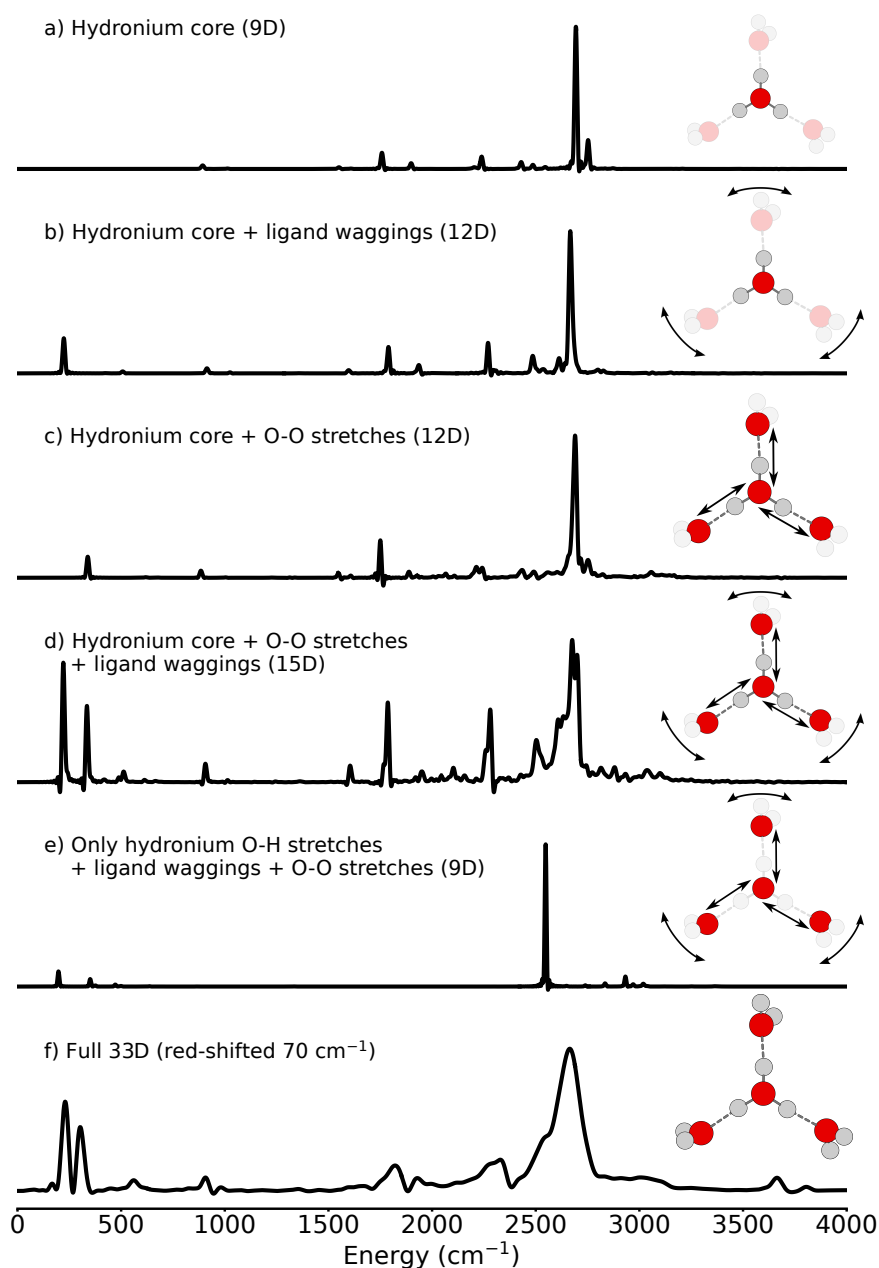 a) Hydronium core (9D)
b) Hydronium core + ligand waggings (12D)
c) Hydronium core + O-O stretches (12D)
d) Hydronium core + O-O stretches
+ ligand waggings (15D)
e) Only hydronium O-H stretches
+ ligand waggings + O-O stretches (9D)
f) Full 33D (red-shifted 70 cm⁻¹)
0 500 1000 1500 2000 2500 3000 3500 4000
Energy (cm⁻¹)